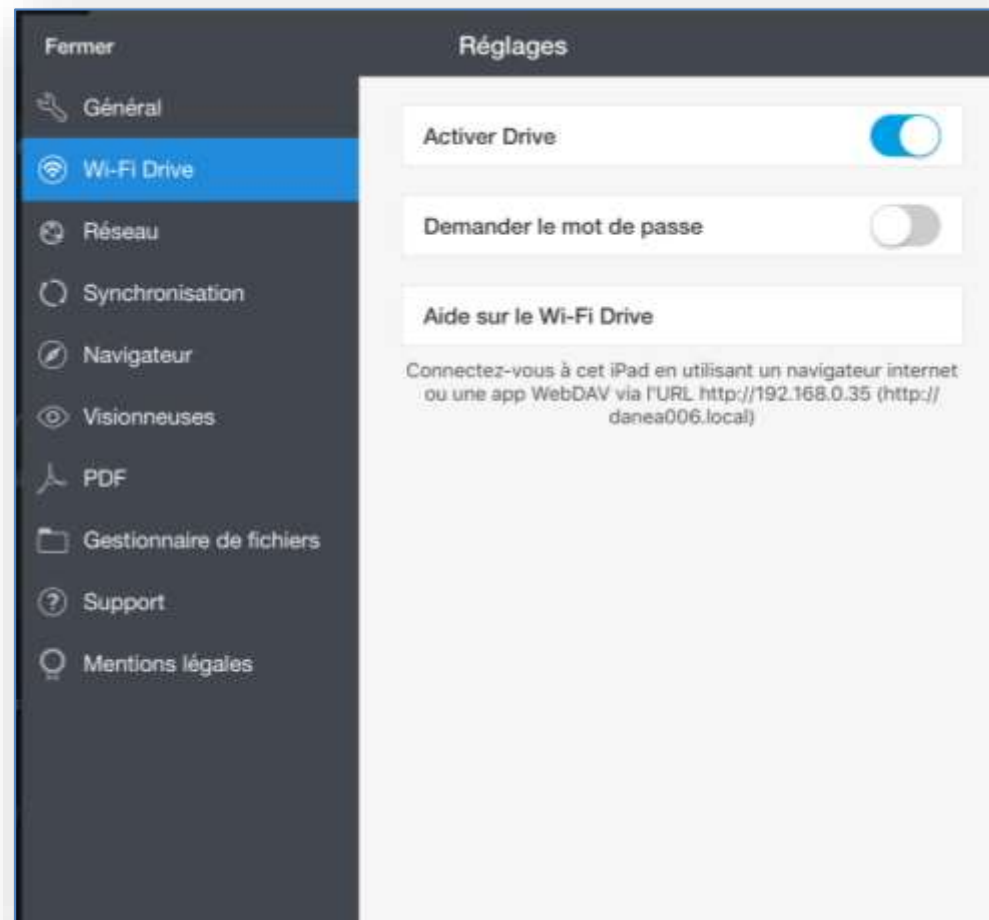 Fermer
Réglages
Général
Wi-Fi Drive
Réseau
Synchronisation
Navigateur
Visionneuses
PDF
Gestionnaire de fichiers
Support
Mentions légales
Activer Drive
Demander le mot de passe
Aide sur le Wi-Fi Drive
Connectez-vous à cet iPad en utilisant un navigateur internet
ou une app WebDAV via l'URL http://192.168.0.35 (http://
danea006.local)